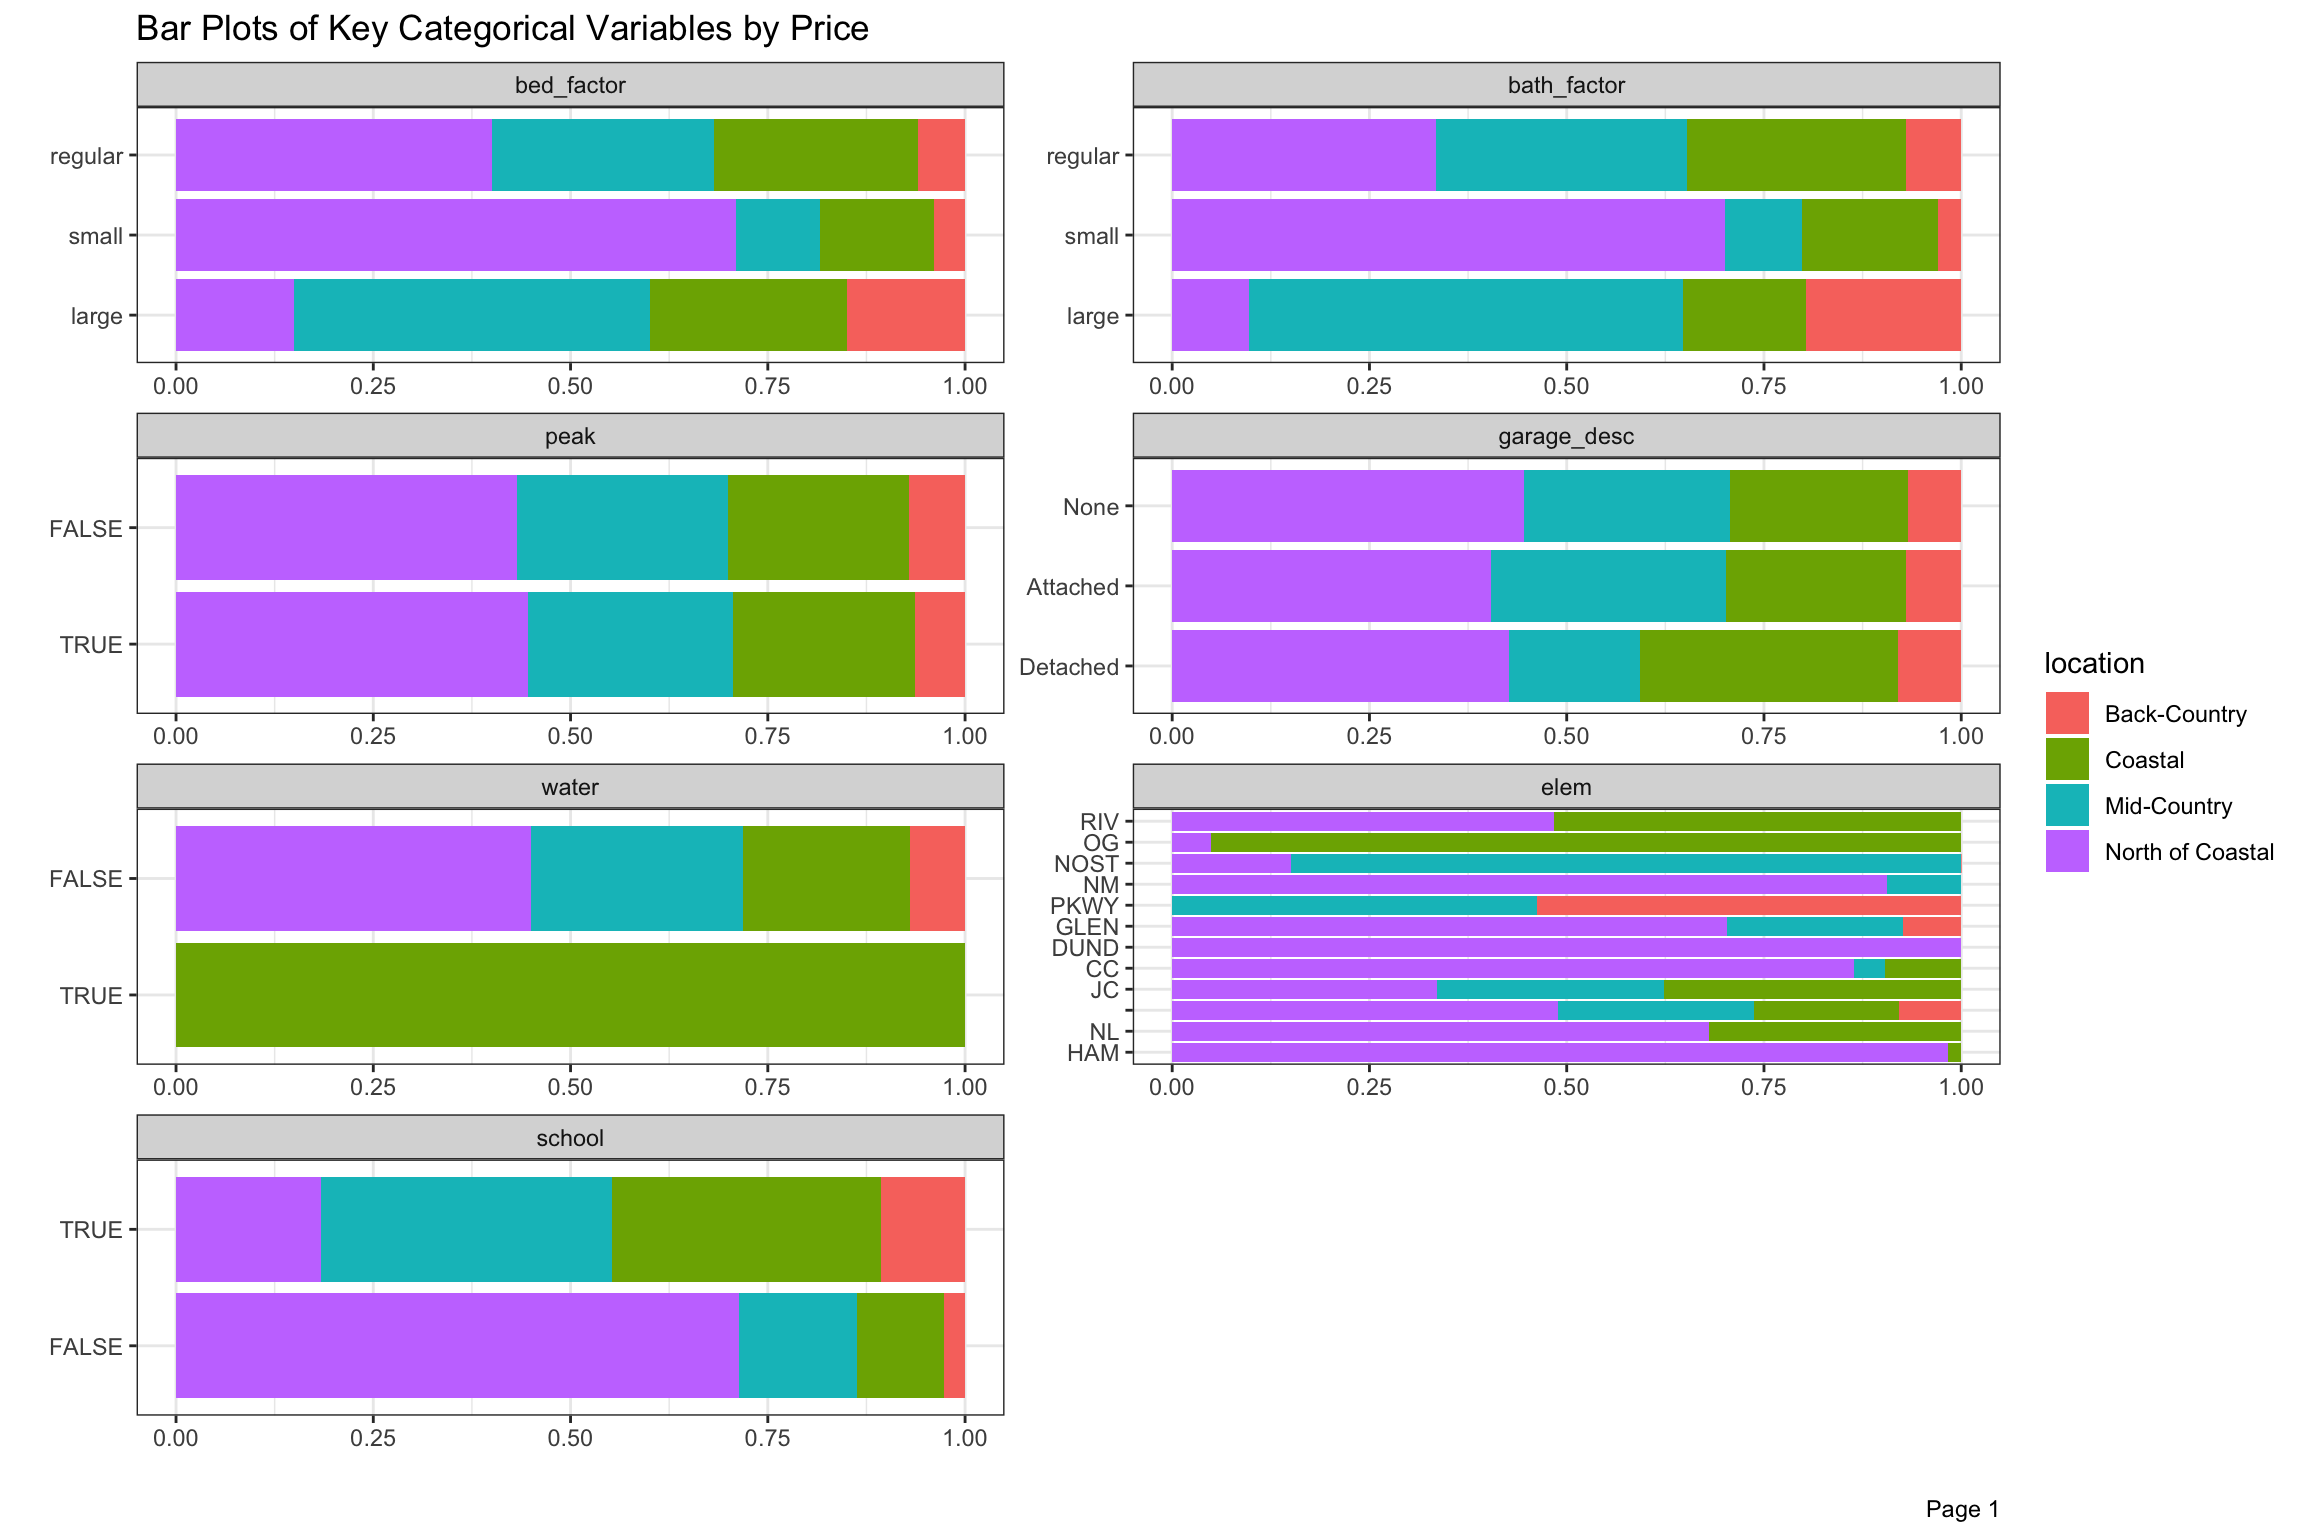 Bar Plots of Key Categorical Variables by Price
bed_factor
regular
small
large
0.00 0.25 0.50 0.75 1.00
bath_factor
regular
small
large
0.00 0.25 0.50 0.75 1.00
peak
FALSE
TRUE
0.00 0.25 0.50 0.75 1.00
garage_desc
None
Attached
Detached
0.00 0.25 0.50 0.75 1.00
water
FALSE
TRUE
0.00 0.25 0.50 0.75 1.00
elem
RIV
OG
NOST
NM
PKWY
GLEN
DUND
CC
JC
NL
HAM
0.00 0.25 0.50 0.75 1.00
school
TRUE
FALSE
0.00 0.25 0.50 0.75 1.00
location
Back-Country
Coastal
Mid-Country
North of Coastal
Page 1